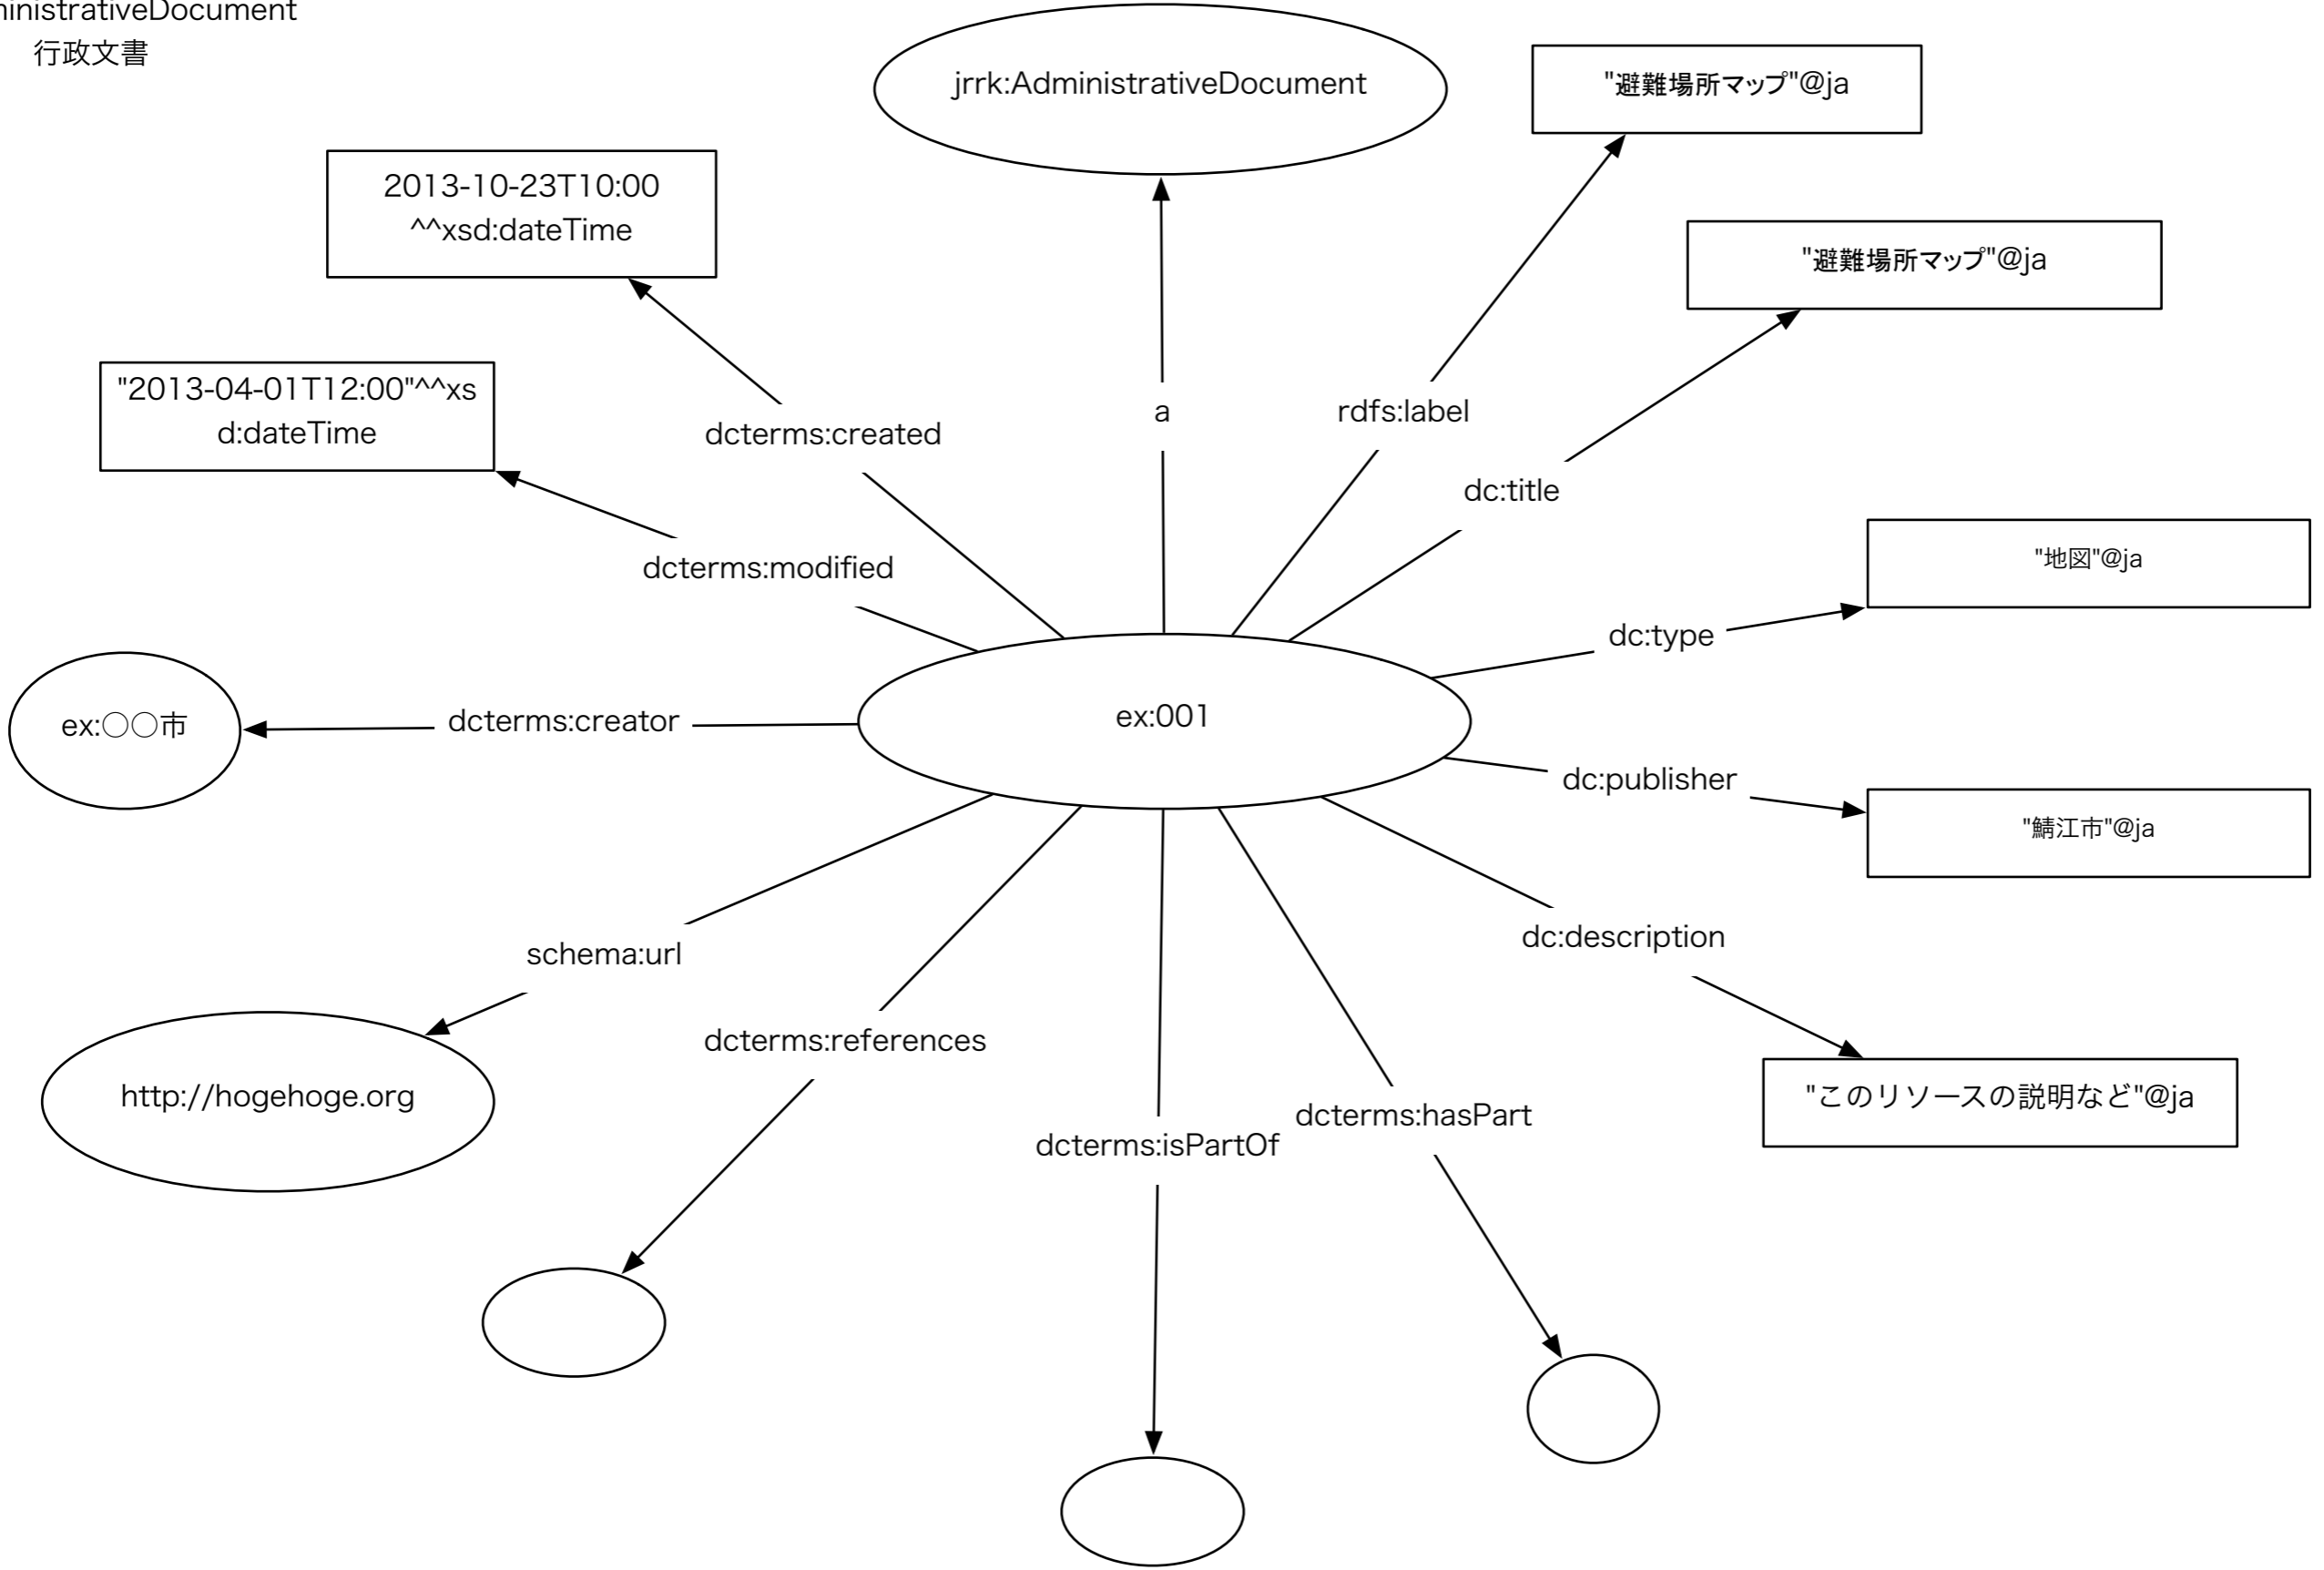 ninistrativeDocument
行政文書
jrrk:AdministrativeDocument
"避難場所マップ"@ja
2013-10-23T10:00
^^xsd:dateTime
"避難場所マップ"@ja
"2013-04-01T12:00"^^xs
d:dateTime
dcterms:created
a
rdfs:label
dc:title
"地図"@ja
dcterms:modified
dc:type
ex:○○市
dcterms:creator
ex:001
dc:publisher
"鯖江市"@ja
schema:url
dc:description
dcterms:references
http://hogehoge.org
dcterms:isPartOf
dcterms:hasPart
"このリソースの説明など"@ja